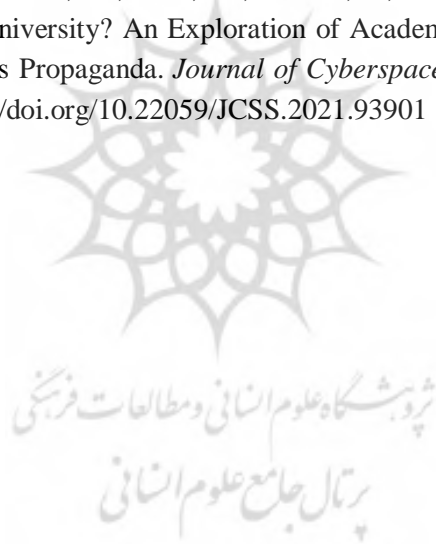 niversity? An Exploration of Academ
s Propaganda. Journal of Cyberspace
/doi.org/10.22059/JCSS.2021.93901
پژوهشگاه علوم انسانی و مطالعات فرهنگی
پرتال جامع علوم انسانی